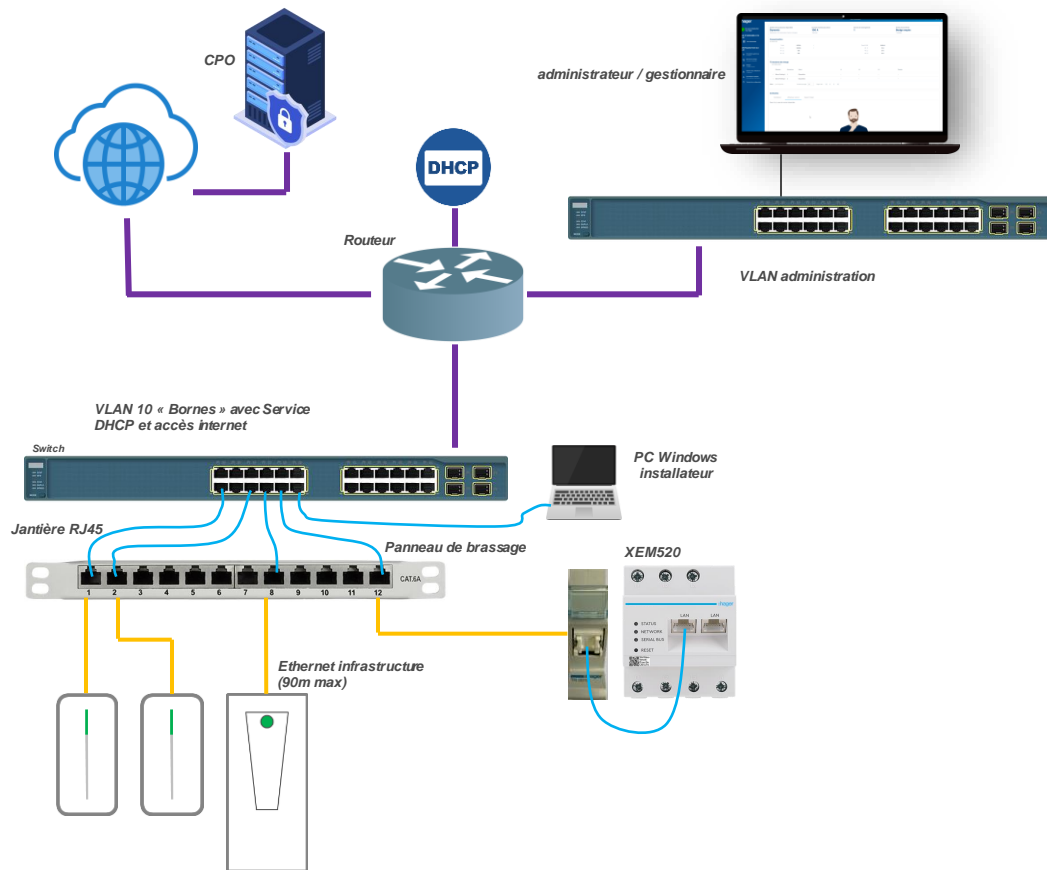 CPO
administrateur / gestionnaire
DHCP
Routeur
VLAN administration
VLAN 10 « Bornes » avec Service
DHCP et accès internet
Switch
PC Windows
installateur
Jantière RJ45
Panneau de brassage
XEM520
CAT.6A
1 2 3 4 5 6 7 8 9 10 11 12
:hager
LAN LAN
STATUS
NETWORK
SERIAL BUS
RESET
Ethernet infrastructure
(90m max)